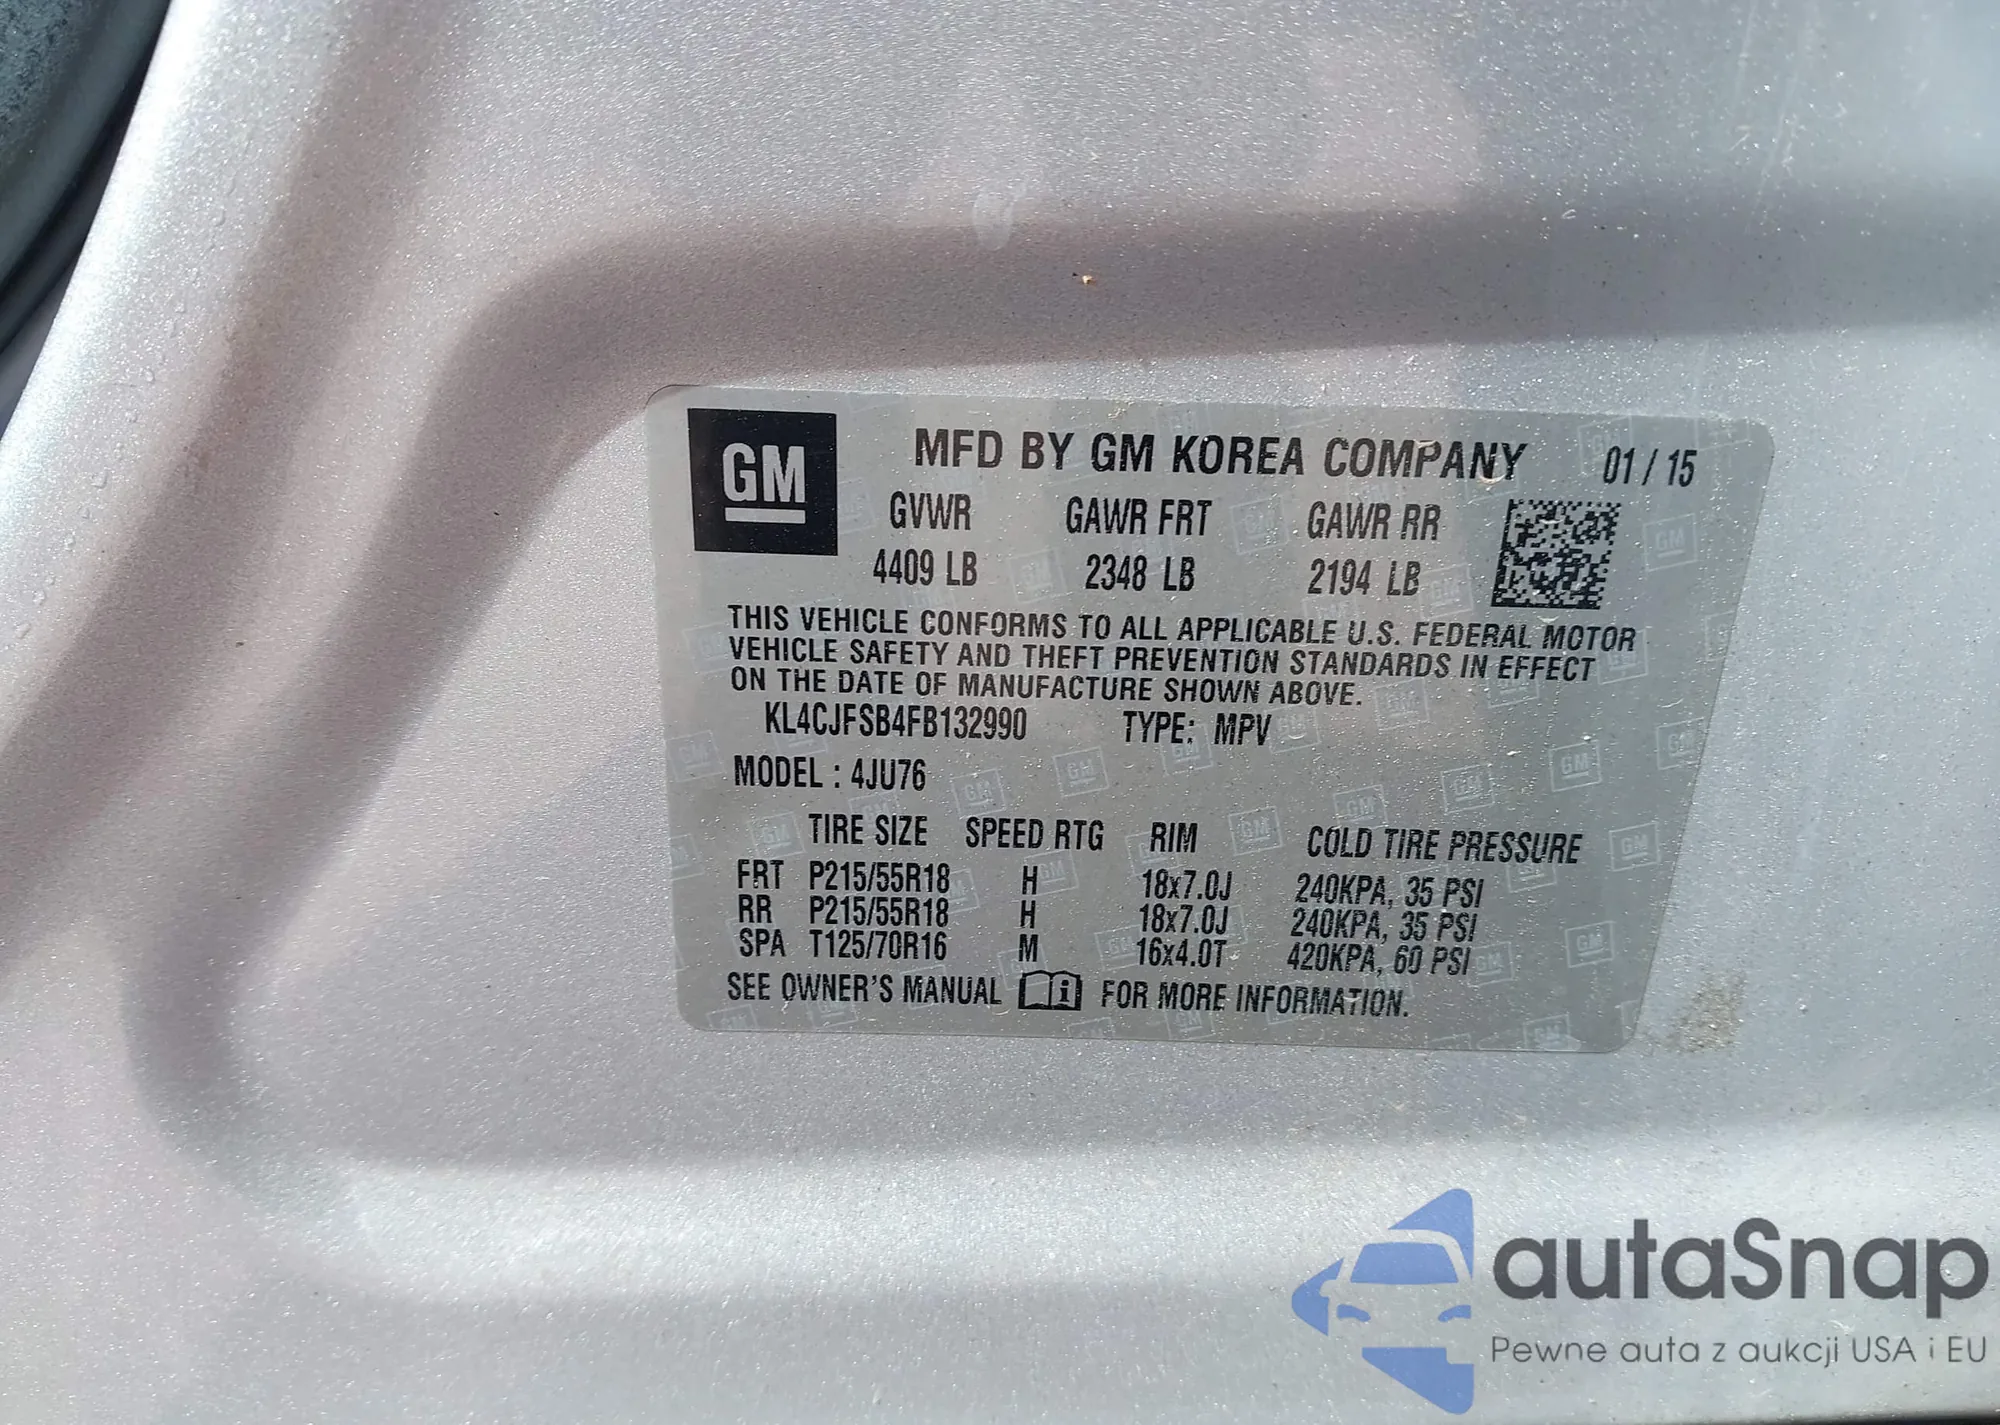 GM
MFD BY GM KOREA COMPANY 01 / 15
GVWR GAWR FRT GAWR RR
4409 LB 2348 LB 2194 LB
THIS VEHICLE CONFORMS TO ALL APPLICABLE U.S. FEDERAL MOTOR
VEHICLE SAFETY AND THEFT PREVENTION STANDARDS IN EFFECT
ON THE DATE OF MANUFACTURE SHOWN ABOVE.
KL4CJFSB4FB132990 TYPE: MPV
MODEL : 4JU76
TIRE SIZE SPEED RTG RIM COLD TIRE PRESSURE
FRT P215/55R18 H 18x7.0J 240KPA, 35 PSI
RR P215/55R18 H 18x7.0J 240KPA, 35 PSI
SPA T125/70R16 M 16x4.0T 420KPA, 60 PSI
SEE OWNER'S MANUAL i FOR MORE INFORMATION.
autaSnap
Pewne auta z aukcji USA i EU